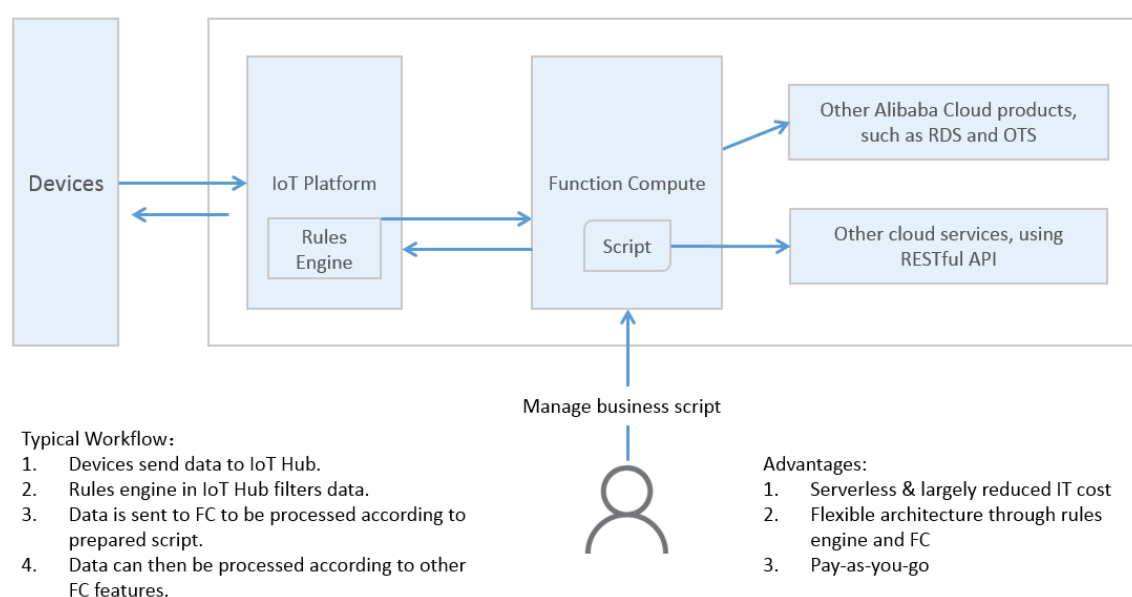 Devices
IoT Platform
Rules
Engine
Function Compute
Script
Other Alibaba Cloud products,
such as RDS and OTS
Other cloud services, using
RESTful API
Manage business script
Typical Workflow：
1. Devices send data to IoT Hub.
2. Rules engine in IoT Hub filters data.
3. Data is sent to FC to be processed according to
prepared script.
4. Data can then be processed according to other
FC features.
Advantages:
1. Serverless & largely reduced IT cost
2. Flexible architecture through rules
engine and FC
3. Pay-as-you-go